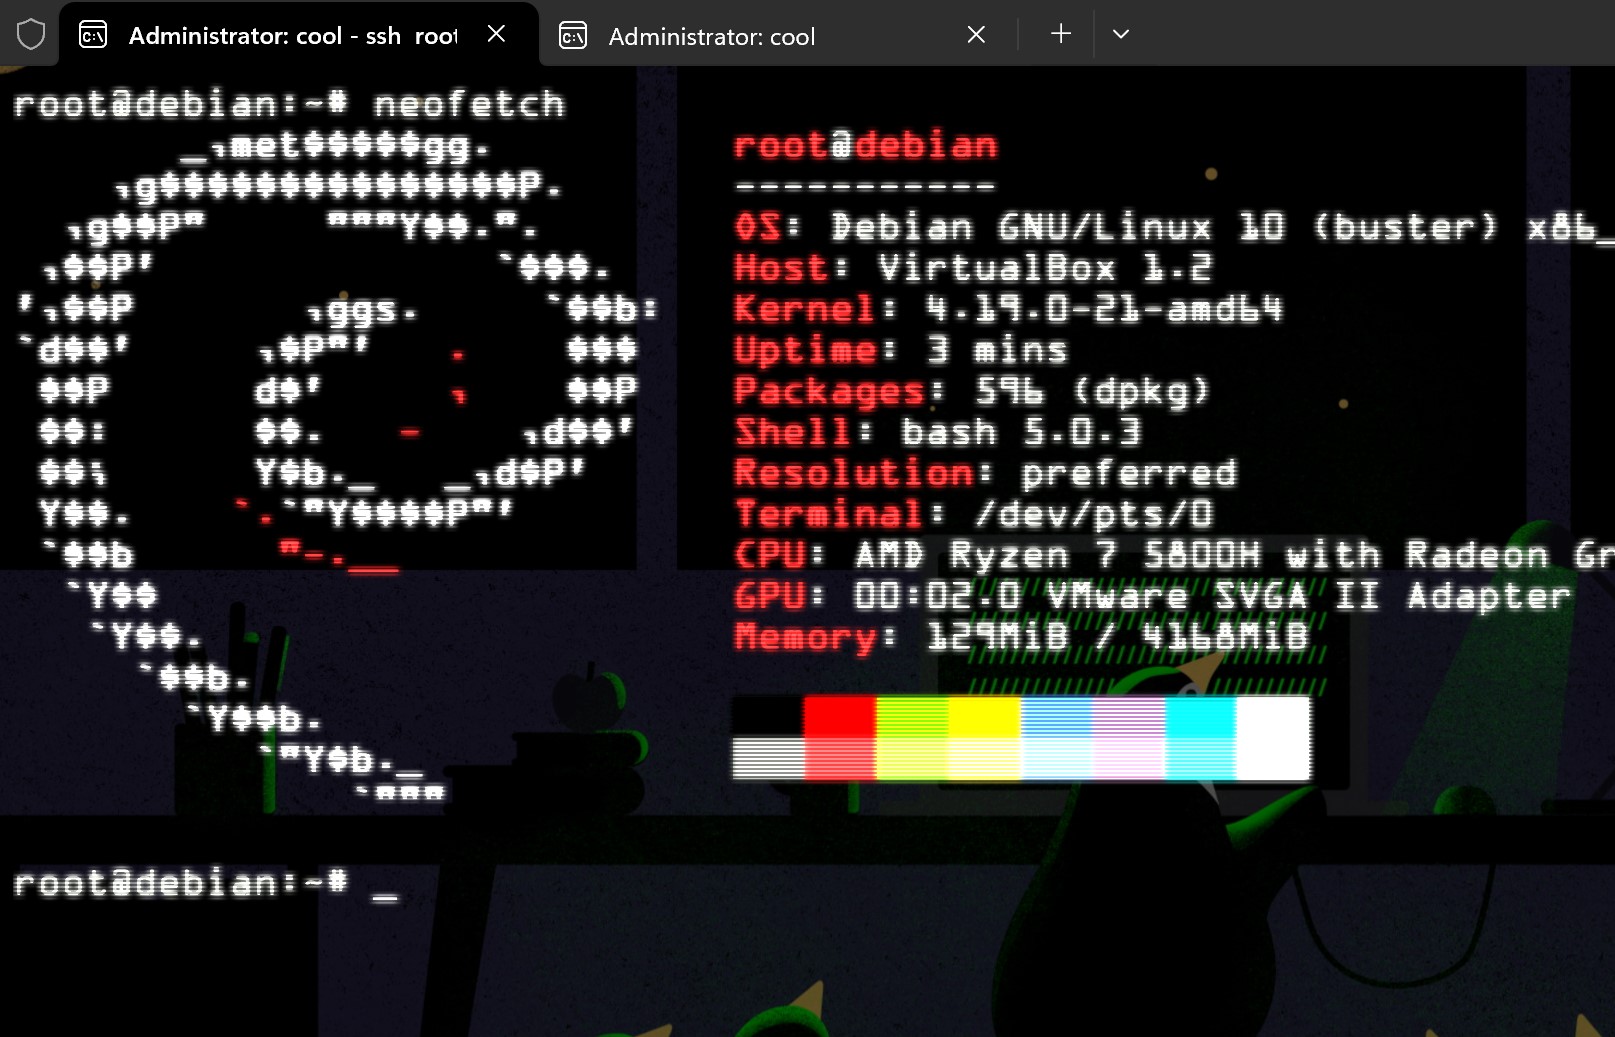 Administrator: cool - ssh root
Administrator: cool
root@debian:~# neofetch
_,met$$$$$gg.
,g$$$$$$$$$$$$$$$P.
,g$$P" """Y$$.".
,$$P' `$$$.
',$$P ,ggs. `$$b:
`d$$' ,$P"' . $$$
$$P d$' , $$P
$$: $$. - ,d$$'
$$; Y$b._ _,d$P'
Y$$. `.`"Y$$$$P"'
`$$b "-.__
`Y$$
`Y$$.
`$$b.
`Y$$b.
`"Y$b._
`"""
root@debian
-----------
OS: Debian GNU/Linux 10 (buster) x86_
Host: VirtualBox 1.2
Kernel: 4.19.0-21-amd64
Uptime: 3 mins
Packages: 596 (dpkg)
Shell: bash 5.0.3
Resolution: preferred
Terminal: /dev/pts/0
CPU: AMD Ryzen 7 5800H with Radeon Gr
GPU: 00:02.0 VMware SVGA II Adapter
Memory: 129MiB / 4168MiB
root@debian:~# _